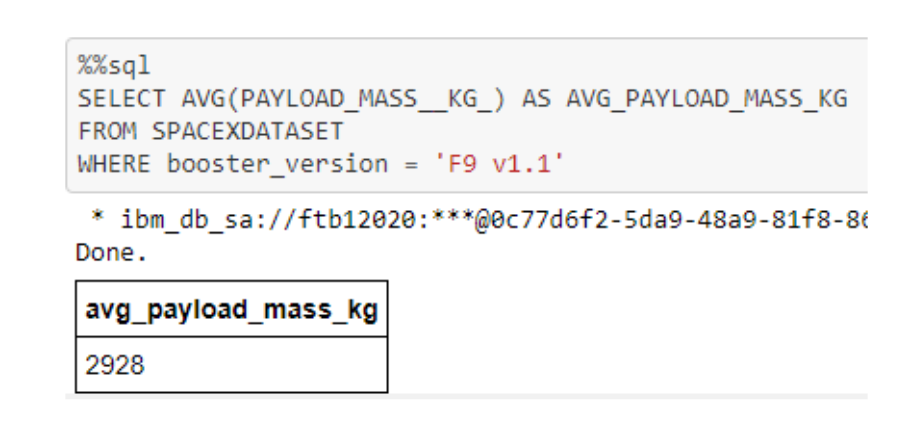 %%sql
SELECT AVG(PAYLOAD_MASS__KG_) AS AVG_PAYLOAD_MASS_KG
FROM SPACEXDATASET
WHERE booster_version = 'F9 v1.1'
* ibm_db_sa://ftb12020:***@0c77d6f2-5da9-48a9-81f8-86
Done.
avg_payload_mass_kg
2928